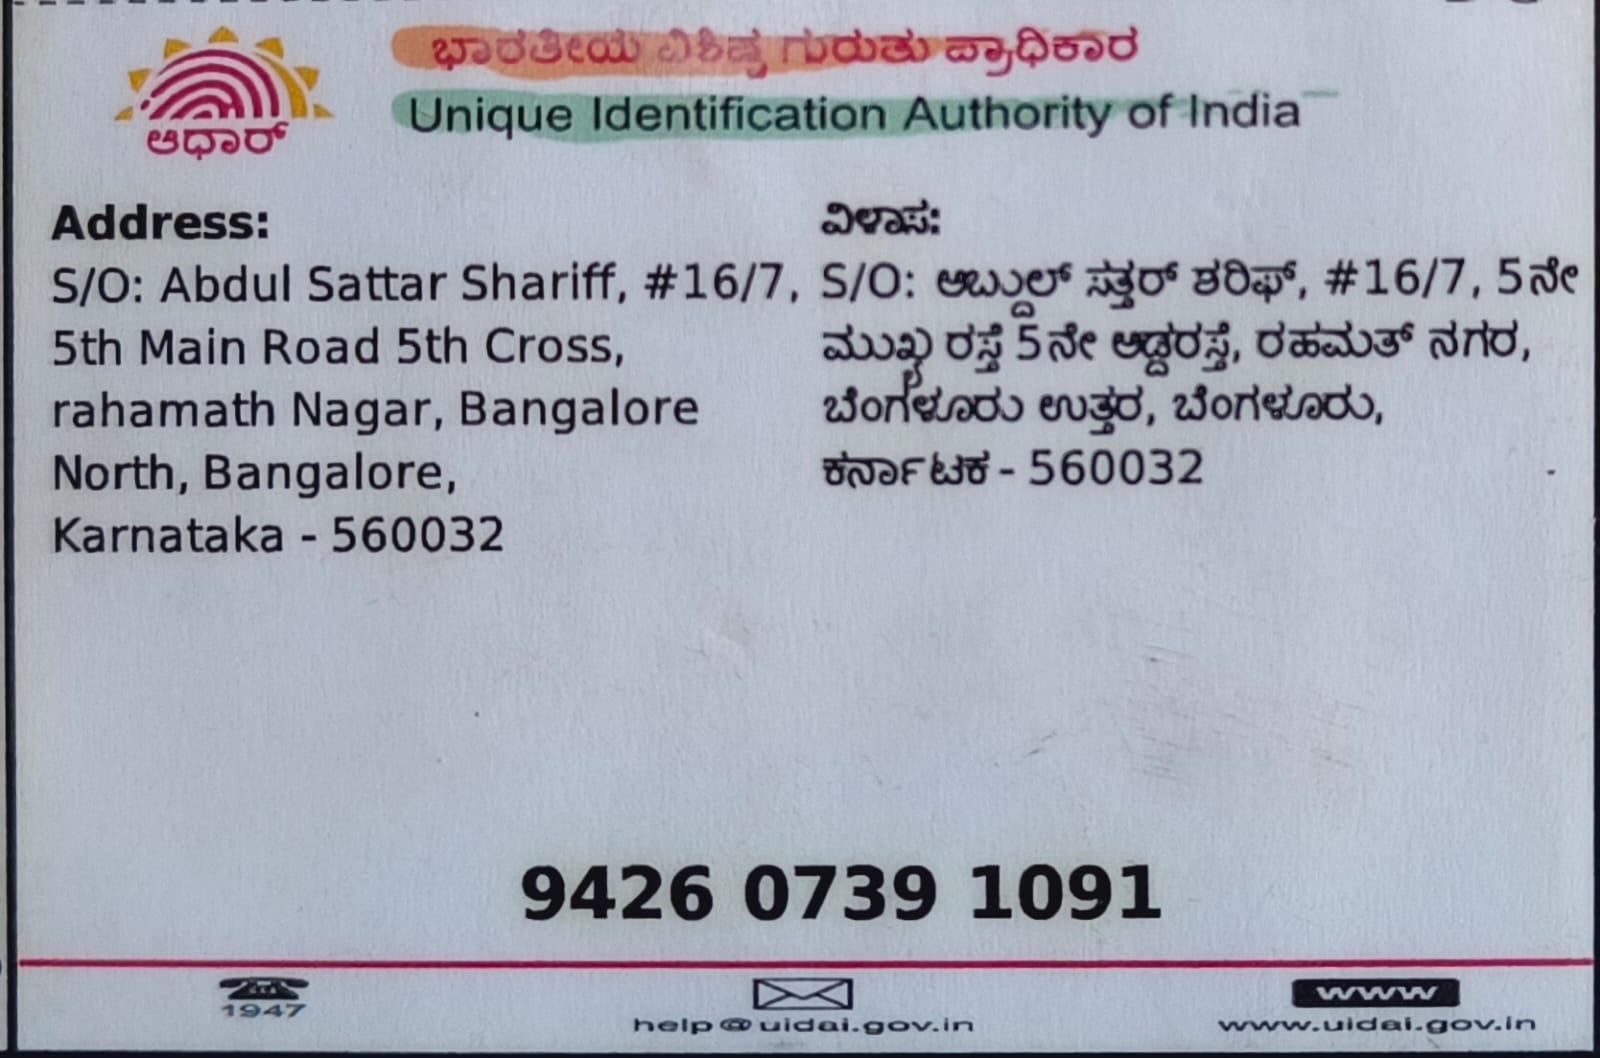 ಆಧಾರ್
ಭಾರತೀಯ ವಿಶಿಷ್ಟ ಗುರುತು ಪ್ರಾಧಿಕಾರ
Unique Identification Authority of India
Address:
S/O: Abdul Sattar Shariff, #16/7,
5th Main Road 5th Cross,
rahamath Nagar, Bangalore
North, Bangalore,
Karnataka - 560032
ವಿಳಾಸ:
S/O: ಅಬ್ದುಲ್ ಸತ್ತರ್ ಶರಿಫ್, #16/7, 5ನೇ
ಮುಖ್ಯ ರಸ್ತೆ 5ನೇ ಅಡ್ಡರಸ್ತೆ, ರಹಮತ್ ನಗರ,
ಬೆಂಗಳೂರು ಉತ್ತರ, ಬೆಂಗಳೂರು,
ಕರ್ನಾಟಕ - 560032
9426 0739 1091
1947
help@uidai.gov.in
www
www.uidai.gov.in